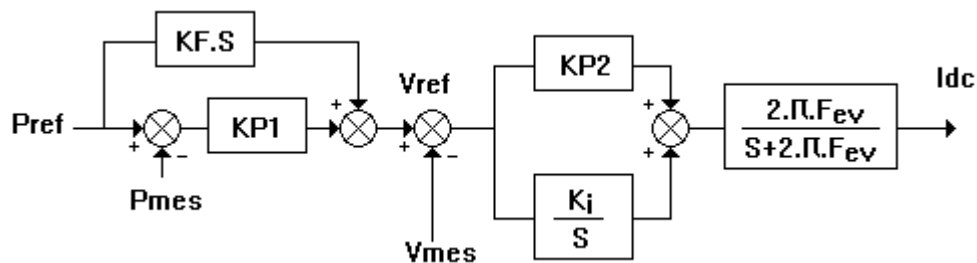 KF.S
Pref
+
−
KP1
+
+
Pmes
Vref
+
−
Vmes
KP2
Ki
S
+
+
2.Π.Fev
S+2.Π.Fev
Idc